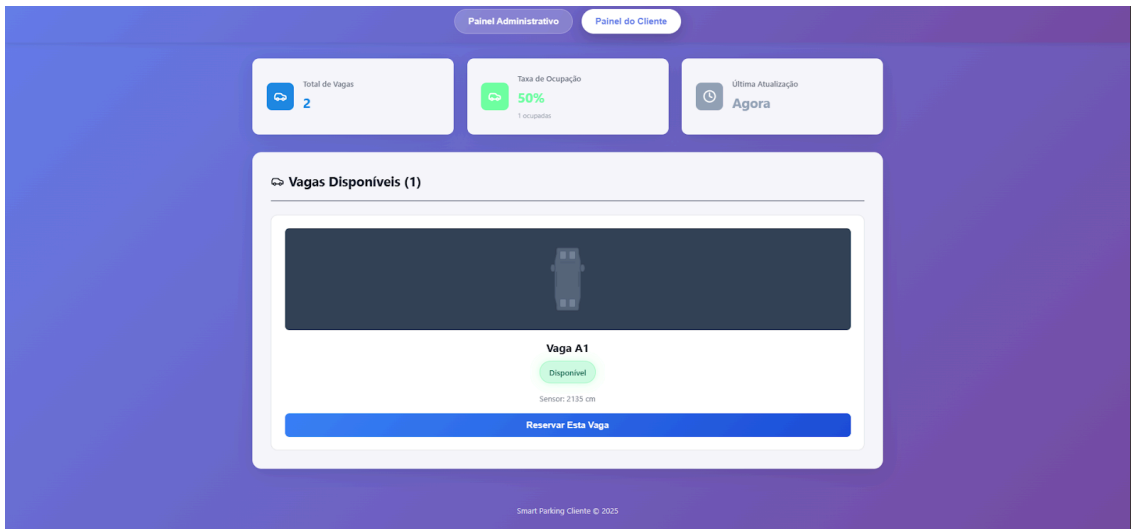 Painel Administrativo
Painel do Cliente
Total de Vagas
2
Taxa de Ocupação
50%
1 ocupadas
Última Atualização
Agora
Vagas Disponíveis (1)
Vaga A1
Disponível
Sensor: 2135 cm
Reservar Esta Vaga
Smart Parking Cliente © 2025